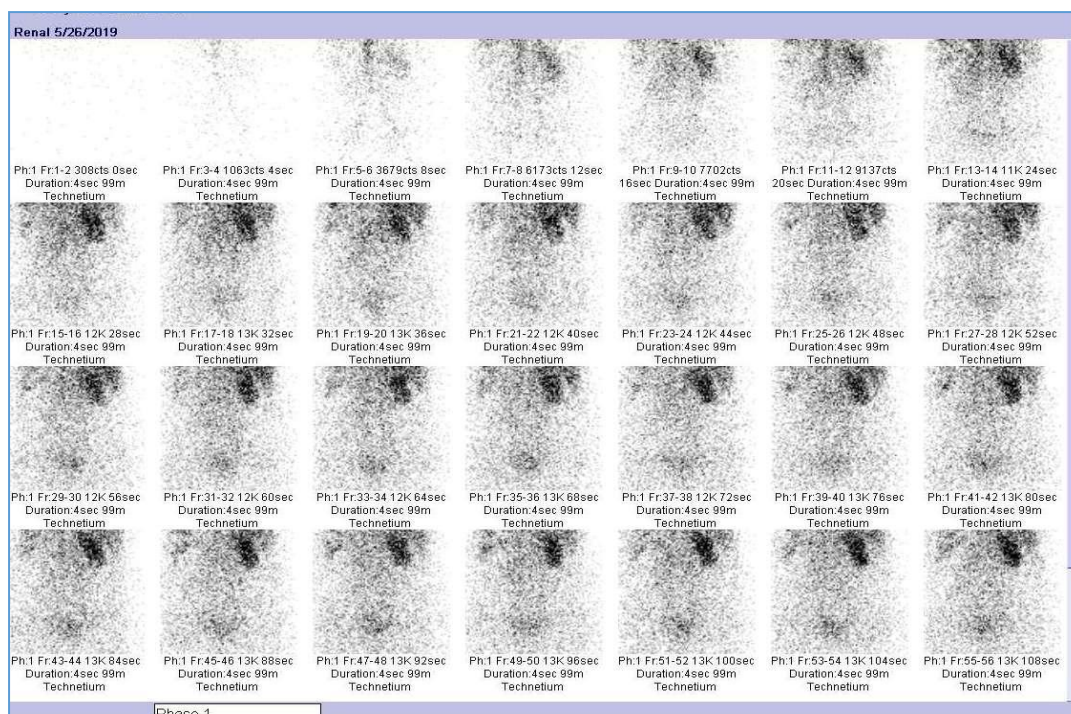 Renal 5/26/2019
Ph:1 Fr:1-2 308cts 0sec
Duration:4sec 99m
Technetium
Ph:1 Fr:3-4 1063cts 4sec
Duration:4sec 99m
Technetium
Ph:1 Fr:5-6 3679cts 8sec
Duration:4sec 99m
Technetium
Ph:1 Fr:7-8 6173cts 12sec
Duration:4sec 99m
Technetium
Ph:1 Fr:9-10 7702cts
16sec Duration:4sec 99m
Technetium
Ph:1 Fr:11-12 9137cts
20sec Duration:4sec 99m
Technetium
Ph:1 Fr:13-14 11K 24sec
Duration:4sec 99m
Technetium
Ph:1 Fr:15-16 12K 28sec
Duration:4sec 99m
Technetium
Ph:1 Fr:17-18 13K 32sec
Duration:4sec 99m
Technetium
Ph:1 Fr:19-20 13K 36sec
Duration:4sec 99m
Technetium
Ph:1 Fr:21-22 12K 40sec
Duration:4sec 99m
Technetium
Ph:1 Fr:23-24 12K 44sec
Duration:4sec 99m
Technetium
Ph:1 Fr:25-26 12K 48sec
Duration:4sec 99m
Technetium
Ph:1 Fr:27-28 12K 52sec
Duration:4sec 99m
Technetium
Ph:1 Fr:29-30 12K 56sec
Duration:4sec 99m
Technetium
Ph:1 Fr:31-32 12K 60sec
Duration:4sec 99m
Technetium
Ph:1 Fr:33-34 12K 64sec
Duration:4sec 99m
Technetium
Ph:1 Fr:35-36 13K 68sec
Duration:4sec 99m
Technetium
Ph:1 Fr:37-38 12K 72sec
Duration:4sec 99m
Technetium
Ph:1 Fr:39-40 13K 76sec
Duration:4sec 99m
Technetium
Ph:1 Fr:41-42 13K 80sec
Duration:4sec 99m
Technetium
Ph:1 Fr:43-44 13K 84sec
Duration:4sec 99m
Technetium
Ph:1 Fr:45-46 13K 88sec
Duration:4sec 99m
Technetium
Ph:1 Fr:47-48 13K 92sec
Duration:4sec 99m
Technetium
Ph:1 Fr:49-50 13K 96sec
Duration:4sec 99m
Technetium
Ph:1 Fr:51-52 13K 100sec
Duration:4sec 99m
Technetium
Ph:1 Fr:53-54 13K 104sec
Duration:4sec 99m
Technetium
Ph:1 Fr:55-56 13K 108sec
Duration:4sec 99m
Technetium
Phase 1